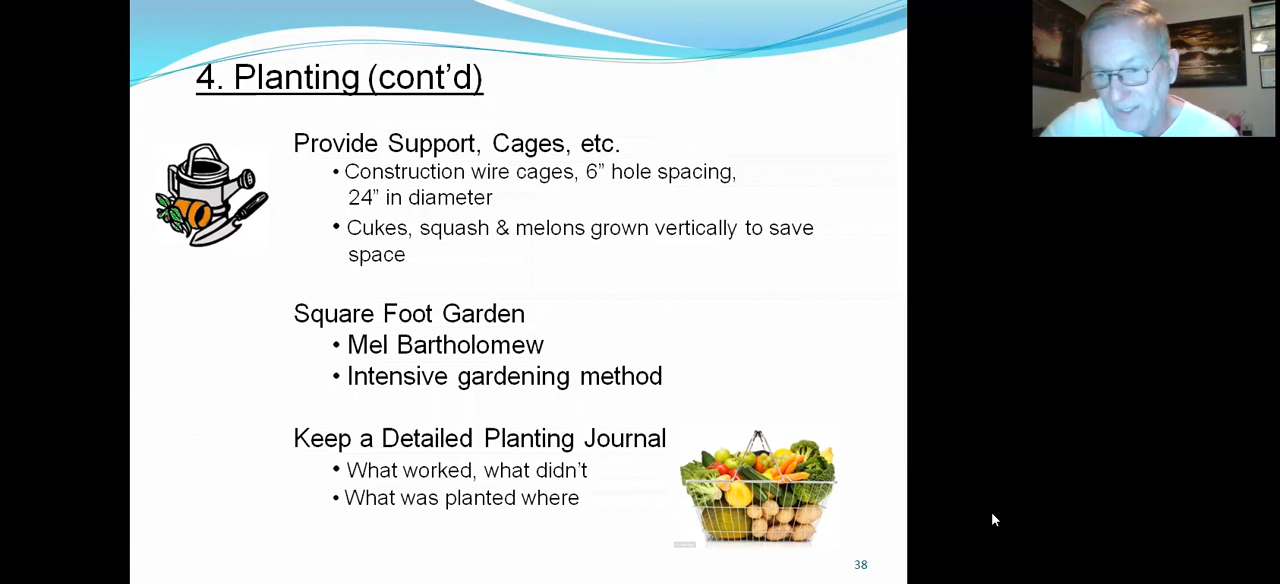 4. Planting (cont’d)
Provide Support, Cages, etc.
• Construction wire cages, 6” hole spacing,
24” in diameter
• Cukes, squash & melons grown vertically to save
space
Square Foot Garden
• Mel Bartholomew
• Intensive gardening method
Keep a Detailed Planting Journal
• What worked, what didn’t
• What was planted where
38